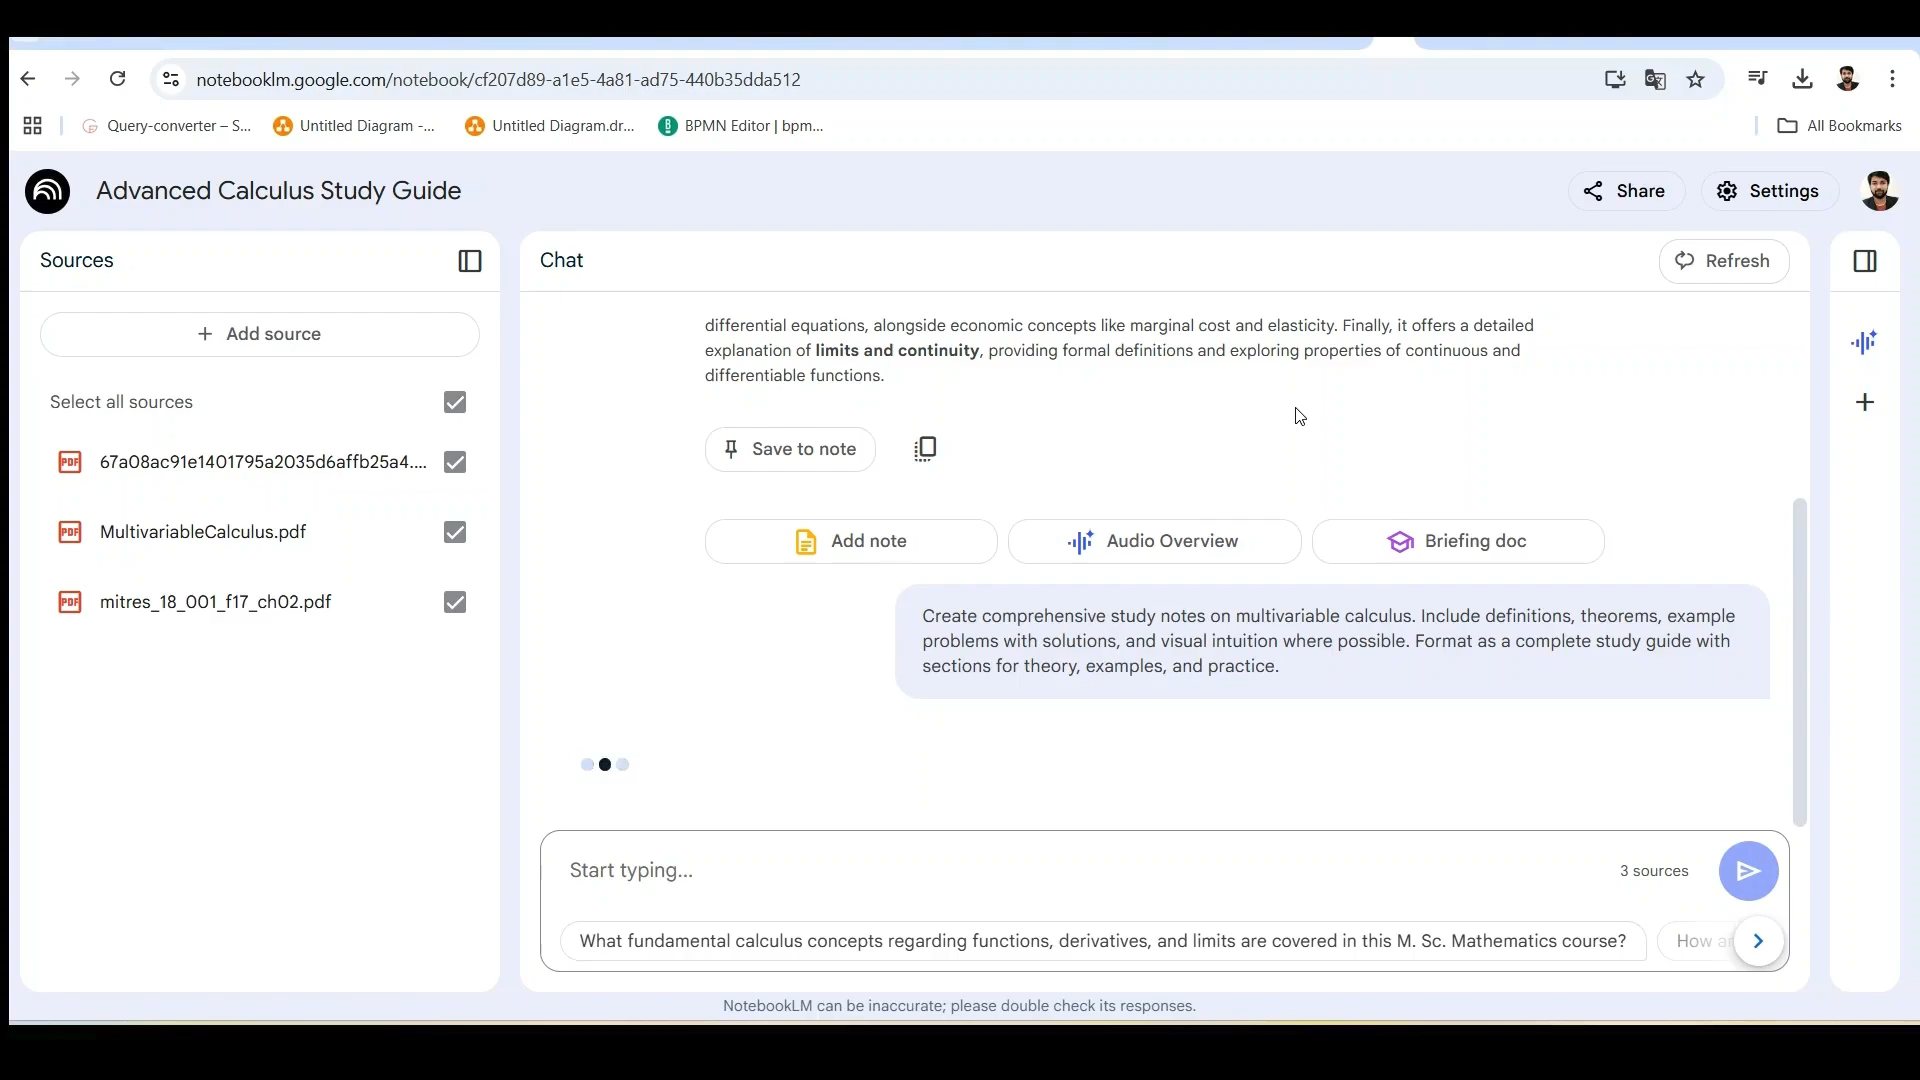 notebooklm.google.com/notebook/cf207d89-a1e5-4a81-ad75-440b35dda512
Query-converter – S...
Untitled Diagram -...
Untitled Diagram.dr...
BPMN Editor | bpm...
All Bookmarks
Advanced Calculus Study Guide
Share
Settings
Sources
Chat
Refresh
+ Add source
Select all sources
PDF 67a08ac91e1401795a2035d6affb25a4....
PDF MultivariableCalculus.pdf
PDF mitres_18_001_f17_ch02.pdf
differential equations, alongside economic concepts like marginal cost and elasticity. Finally, it offers a detailed
explanation of limits and continuity, providing formal definitions and exploring properties of continuous and
differentiable functions.
Save to note
Add note
Audio Overview
Briefing doc
Create comprehensive study notes on multivariable calculus. Include definitions, theorems, example
problems with solutions, and visual intuition where possible. Format as a complete study guide with
sections for theory, examples, and practice.
Start typing...
3 sources
What fundamental calculus concepts regarding functions, derivatives, and limits are covered in this M. Sc. Mathematics course?
How
NotebookLM can be inaccurate; please double check its responses.